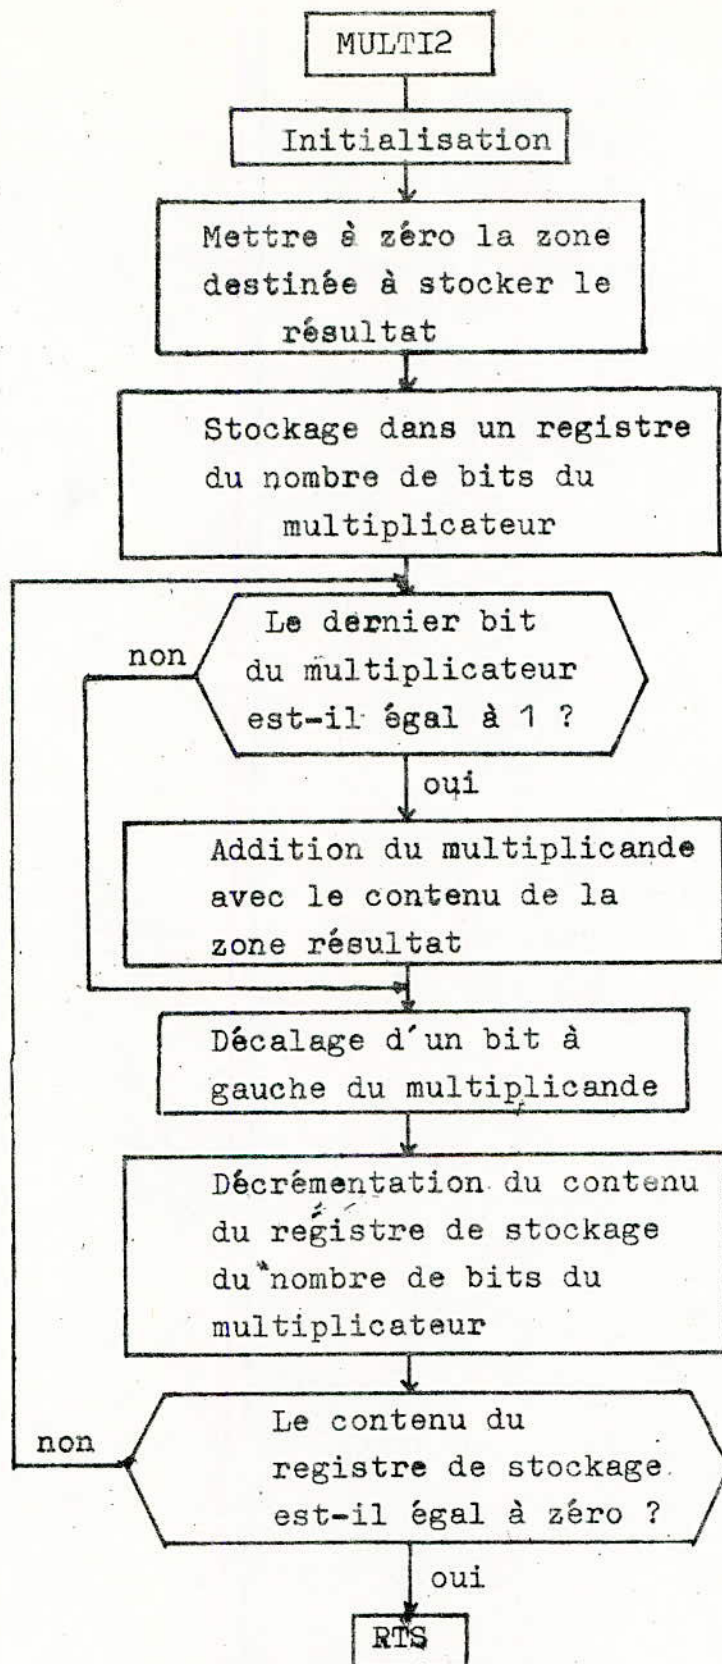 MULTI2
Initialisation
Mettre à zéro la zone
destinée à stocker le
résultat
Stockage dans un registre
du nombre de bits du
multiplicateur
Le dernier bit
du multiplicateur
est-il égal à 1 ?
non
oui
Addition du multiplicande
avec le contenu de la
zone résultat
Décalage d'un bit à
gauche du multiplicande
Décrémentation du contenu
du registre de stockage
du nombre de bits du
multiplicateur
Le contenu du
registre de stockage
est-il égal à zéro ?
non
oui
RTS